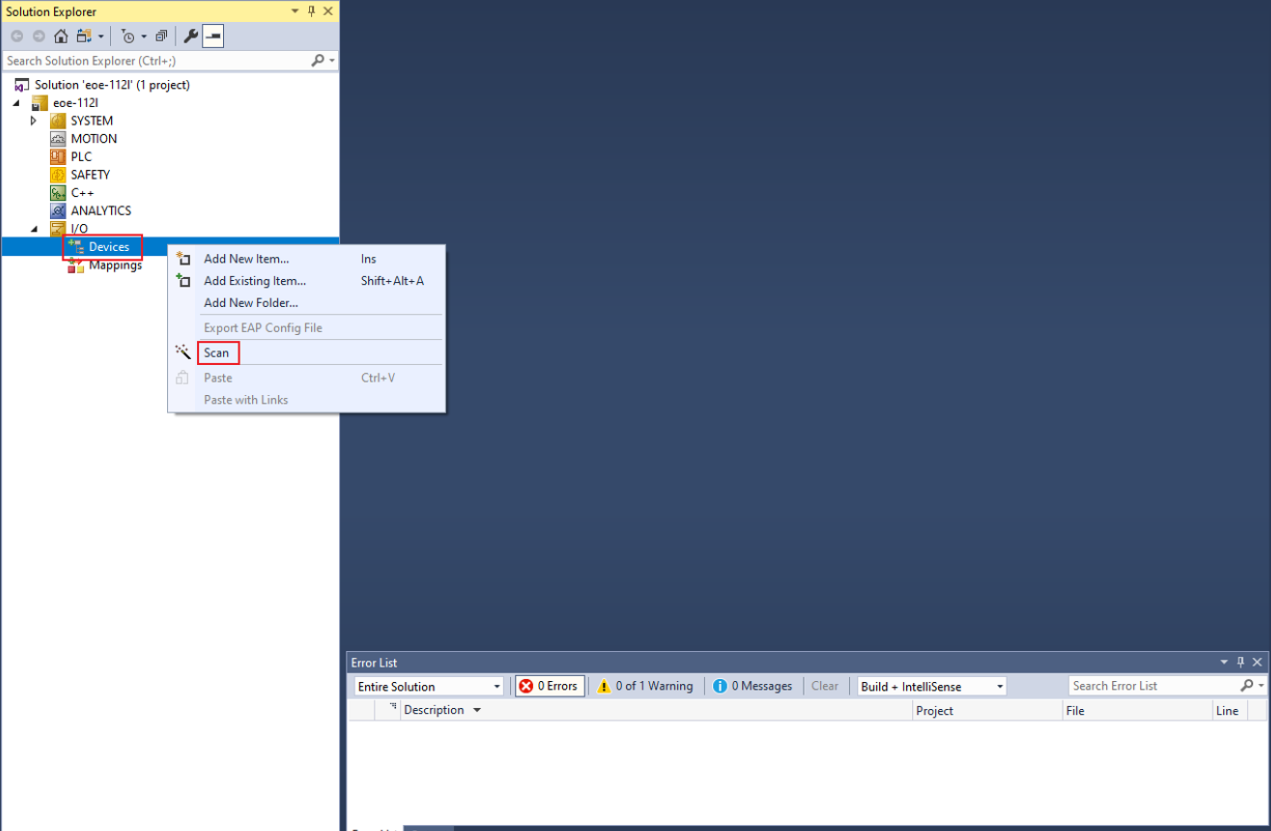 Solution Explorer
Search Solution Explorer (Ctrl+;)
Solution 'eoe-112I' (1 project)
eoe-112I
SYSTEM
MOTION
PLC
SAFETY
C++
ANALYTICS
I/O
Devices
Mappings
Add New Item... Ins
Add Existing Item... Shift+Alt+A
Add New Folder...
Export EAP Config File
Scan
Paste Ctrl+V
Paste with Links
Error List
Entire Solution 0 Errors 0 of 1 Warning 0 Messages Clear Build + IntelliSense Search Error List
Description Project File Line